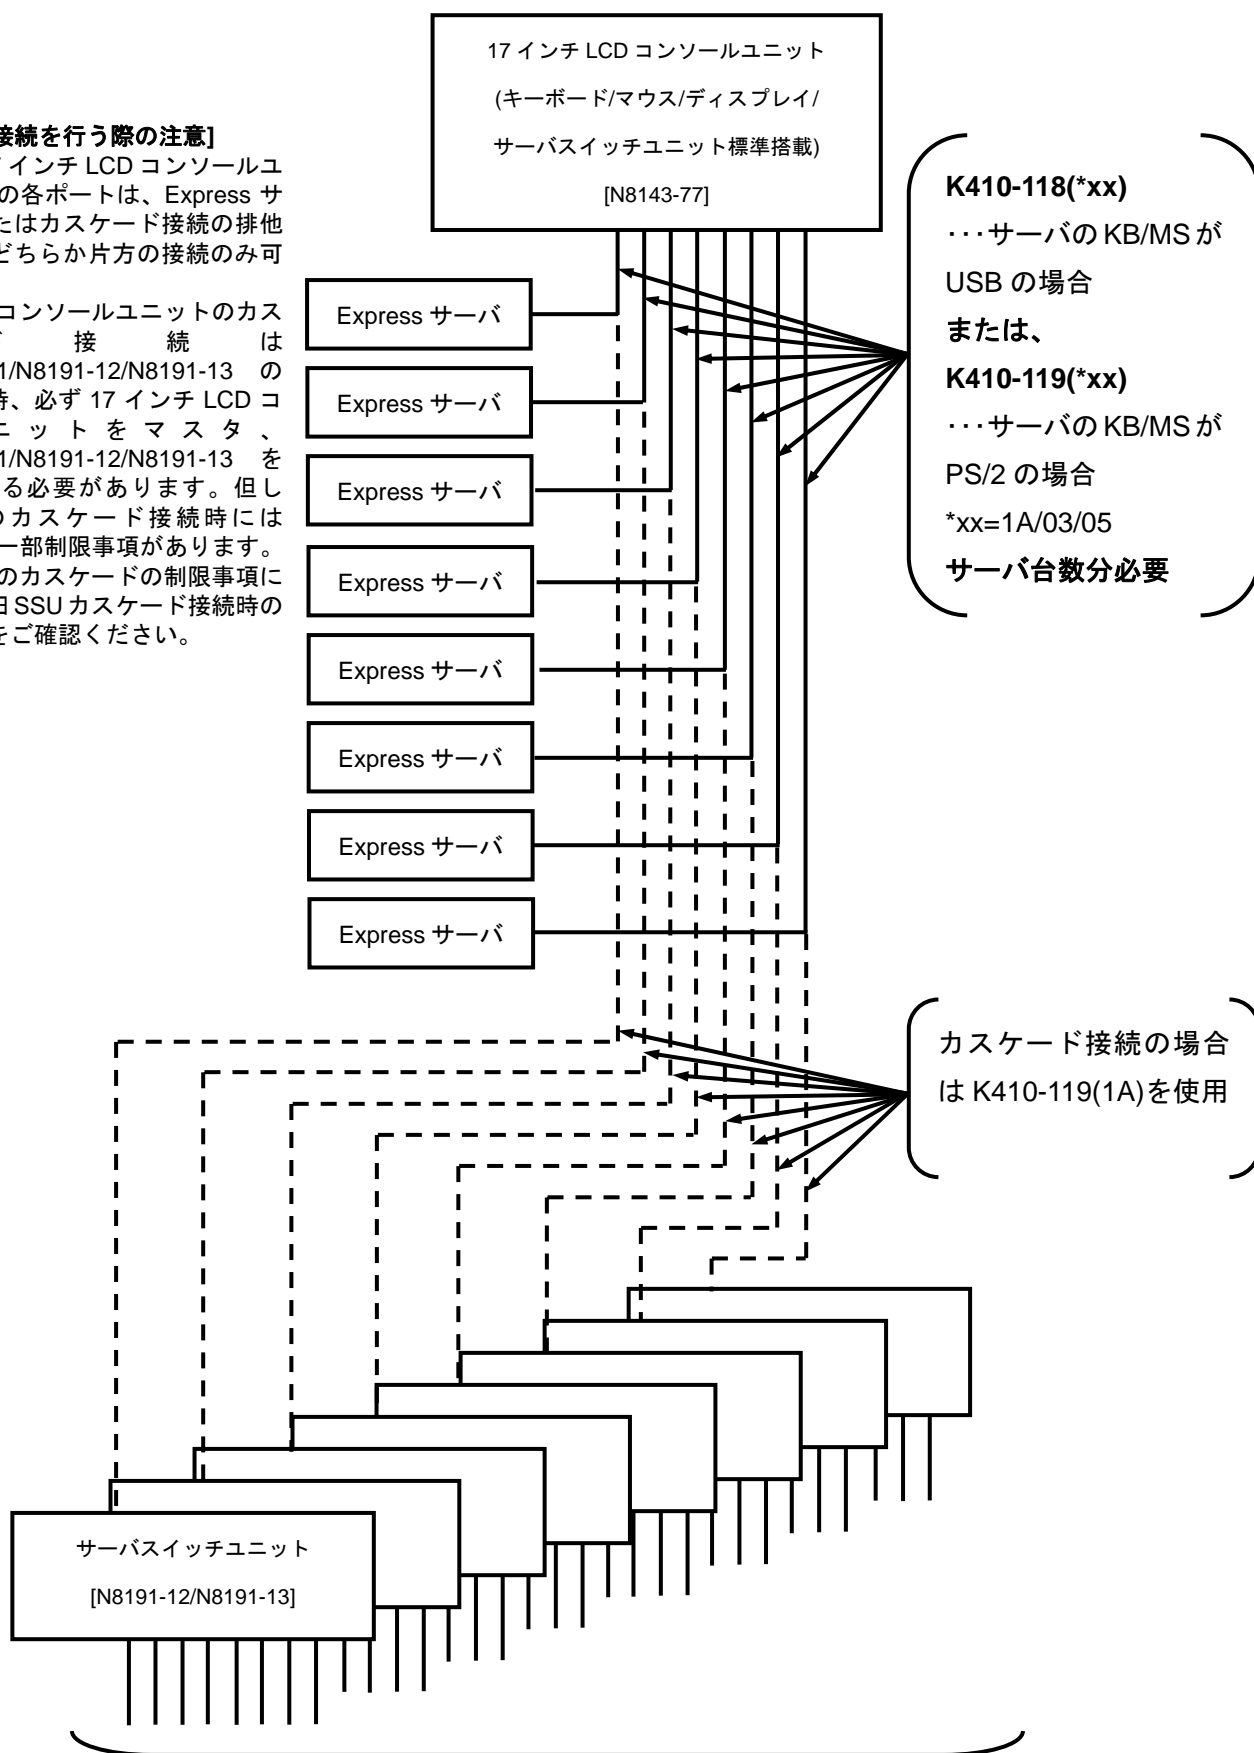 17 インチ LCD コンソールユニット
(キーボード/マウス/ディスプレイ/
サーバスイッチユニット標準搭載)
[N8143-77]
接続を行う際の注意]
インチ LCD コンソールユ
の各ポートは、Express サ
たはカスケード接続の排他
どちらか片方の接続のみ可
コンソールユニットのカス
接 続 は
1/N8191-12/N8191-13 の
時、必ず 17 インチ LCD コ
ニットをマスタ、
1/N8191-12/N8191-13 を
る必要があります。但し
のカスケード接続時には
一部制限事項があります。
のカスケードの制限事項に
旧 SSU カスケード接続時の
をご確認ください。
K410-118(*xx)
･･･サーバの KB/MS が
USB の場合
または、
K410-119(*xx)
･･･サーバの KB/MS が
PS/2 の場合
*xx=1A/03/05
サーバ台数分必要
Express サーバ
Express サーバ
Express サーバ
Express サーバ
Express サーバ
Express サーバ
Express サーバ
Express サーバ
カスケード接続の場合
は K410-119(1A)を使用
サーバスイッチユニット
[N8191-12/N8191-13]